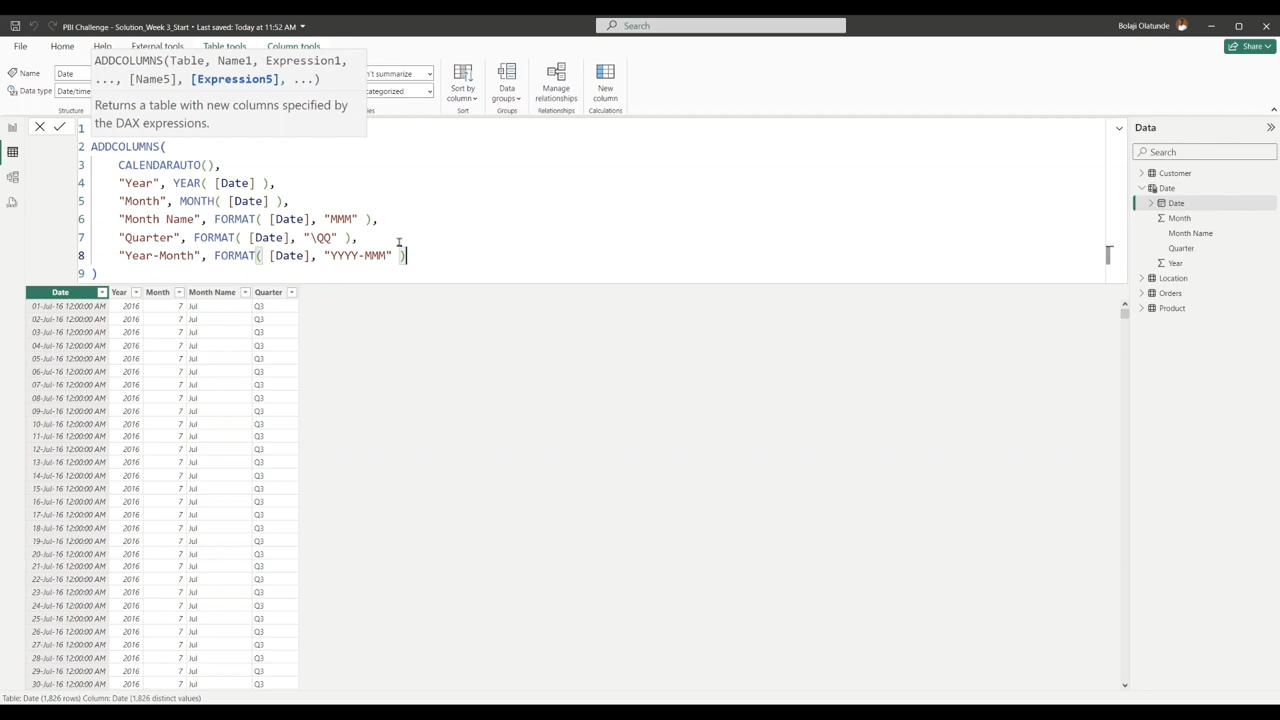 PBI Challenge - Solution_Week 3_Start • Last saved: Today at 11:52 AM
Search
Bolaji Olatunde
File Home Help External tools Table tools Column tools
Share
Name Date
Data type Date/time
Structure
ADDCOLUMNS(Table, Name1, Expression1,
..., [Name5], [Expression5], ...)
Returns a table with new columns specified by
the DAX expressions.
Sort by
column
Sort
Data
groups
Groups
Manage
relationships
Relationships
New
column
Calculations
1
2 ADDCOLUMNS(
3 CALENDARAUTO(),
4 "Year", YEAR( [Date] ),
5 "Month", MONTH( [Date] ),
6 "Month Name", FORMAT( [Date], "MMM" ),
7 "Quarter", FORMAT( [Date], "\QQ" ),
8 "Year-Month", FORMAT( [Date], "YYYY-MMM" )
9 )
Date Year Month Month Name Quarter
01-Jul-16 12:00:00 AM 2016 7 Jul Q3
02-Jul-16 12:00:00 AM 2016 7 Jul Q3
03-Jul-16 12:00:00 AM 2016 7 Jul Q3
04-Jul-16 12:00:00 AM 2016 7 Jul Q3
05-Jul-16 12:00:00 AM 2016 7 Jul Q3
06-Jul-16 12:00:00 AM 2016 7 Jul Q3
07-Jul-16 12:00:00 AM 2016 7 Jul Q3
08-Jul-16 12:00:00 AM 2016 7 Jul Q3
09-Jul-16 12:00:00 AM 2016 7 Jul Q3
10-Jul-16 12:00:00 AM 2016 7 Jul Q3
11-Jul-16 12:00:00 AM 2016 7 Jul Q3
12-Jul-16 12:00:00 AM 2016 7 Jul Q3
13-Jul-16 12:00:00 AM 2016 7 Jul Q3
14-Jul-16 12:00:00 AM 2016 7 Jul Q3
15-Jul-16 12:00:00 AM 2016 7 Jul Q3
16-Jul-16 12:00:00 AM 2016 7 Jul Q3
17-Jul-16 12:00:00 AM 2016 7 Jul Q3
18-Jul-16 12:00:00 AM 2016 7 Jul Q3
19-Jul-16 12:00:00 AM 2016 7 Jul Q3
20-Jul-16 12:00:00 AM 2016 7 Jul Q3
21-Jul-16 12:00:00 AM 2016 7 Jul Q3
22-Jul-16 12:00:00 AM 2016 7 Jul Q3
23-Jul-16 12:00:00 AM 2016 7 Jul Q3
24-Jul-16 12:00:00 AM 2016 7 Jul Q3
25-Jul-16 12:00:00 AM 2016 7 Jul Q3
26-Jul-16 12:00:00 AM 2016 7 Jul Q3
27-Jul-16 12:00:00 AM 2016 7 Jul Q3
28-Jul-16 12:00:00 AM 2016 7 Jul Q3
29-Jul-16 12:00:00 AM 2016 7 Jul Q3
30-Jul-16 12:00:00 AM 2016 7 Jul Q3
Data
Search
Customer
Date
Date
Month
Month Name
Quarter
Year
Location
Orders
Product
Table: Date (1,826 rows) Column: Date (1,826 distinct values)